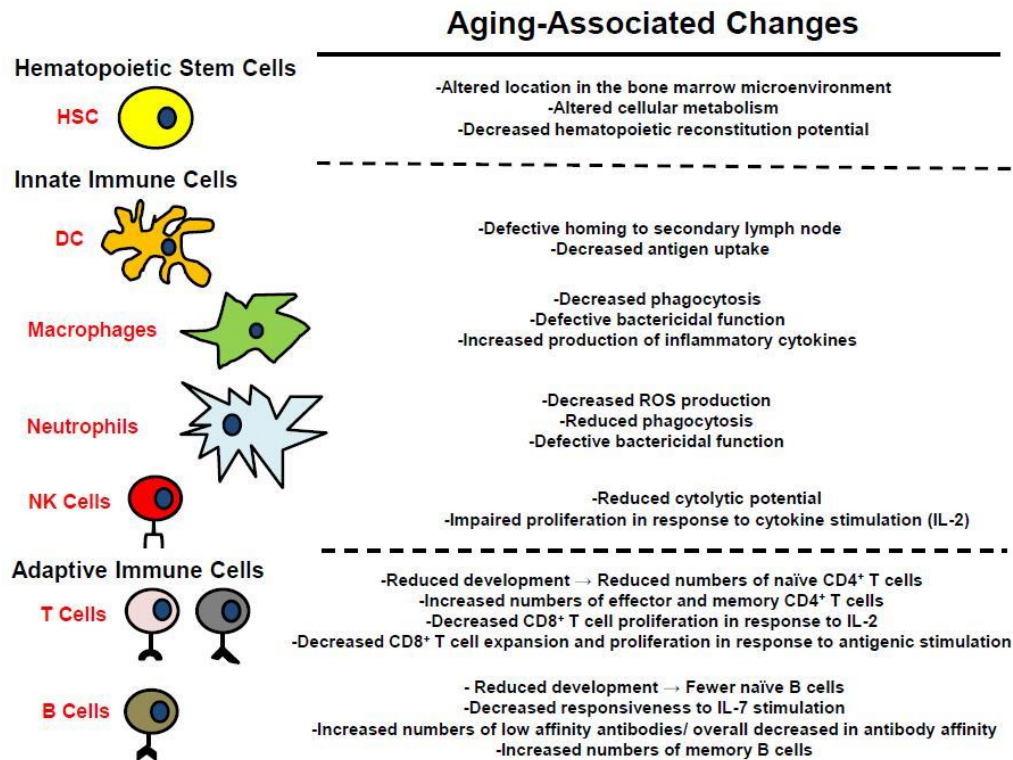 Aging-Associated Changes
Hematopoietic Stem Cells
HSC
-Altered location in the bone marrow microenvironment
-Altered cellular metabolism
-Decreased hematopoietic reconstitution potential
Innate Immune Cells
DC
-Defective homing to secondary lymph node
-Decreased antigen uptake
Macrophages
-Decreased phagocytosis
-Defective bactericidal function
-Increased production of inflammatory cytokines
Neutrophils
-Decreased ROS production
-Reduced phagocytosis
-Defective bactericidal function
NK Cells
-Reduced cytolytic potential
-Impaired proliferation in response to cytokine stimulation (IL-2)
Adaptive Immune Cells
T Cells
-Reduced development → Reduced numbers of naïve CD4⁺ T cells
-Increased numbers of effector and memory CD4⁺ T cells
-Decreased CD8⁺ T cell proliferation in response to IL-2
-Decreased CD8⁺ T cell expansion and proliferation in response to antigenic stimulation
B Cells
- Reduced development → Fewer naïve B cells
-Decreased responsiveness to IL-7 stimulation
-Increased numbers of low affinity antibodies/ overall decreased in antibody affinity
-Increased numbers of memory B cells